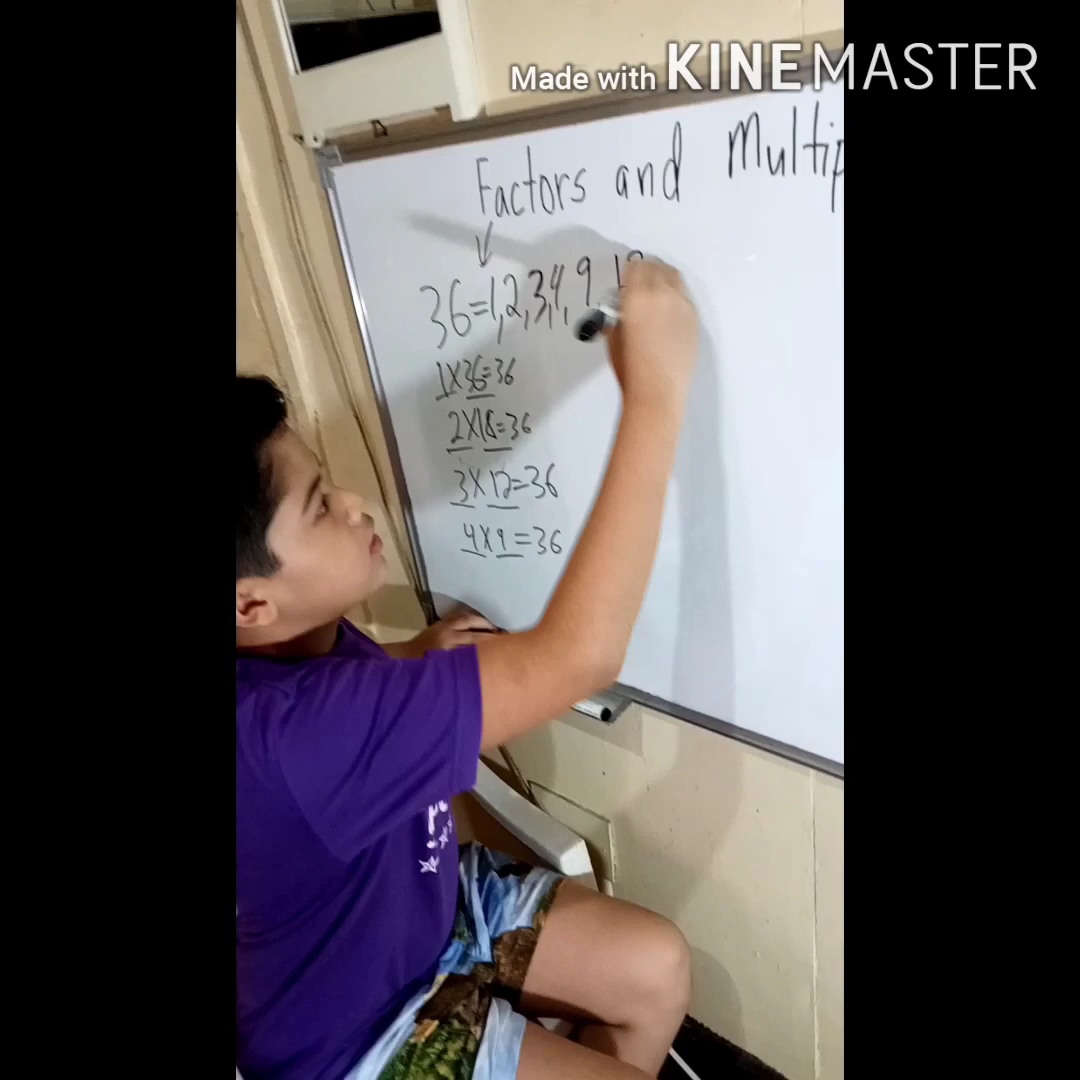 Made with KINEMASTER
Factors and Multip
36=1,2,3,4,9,
1X36=36
2X18=36
3X12=36
4X9=36